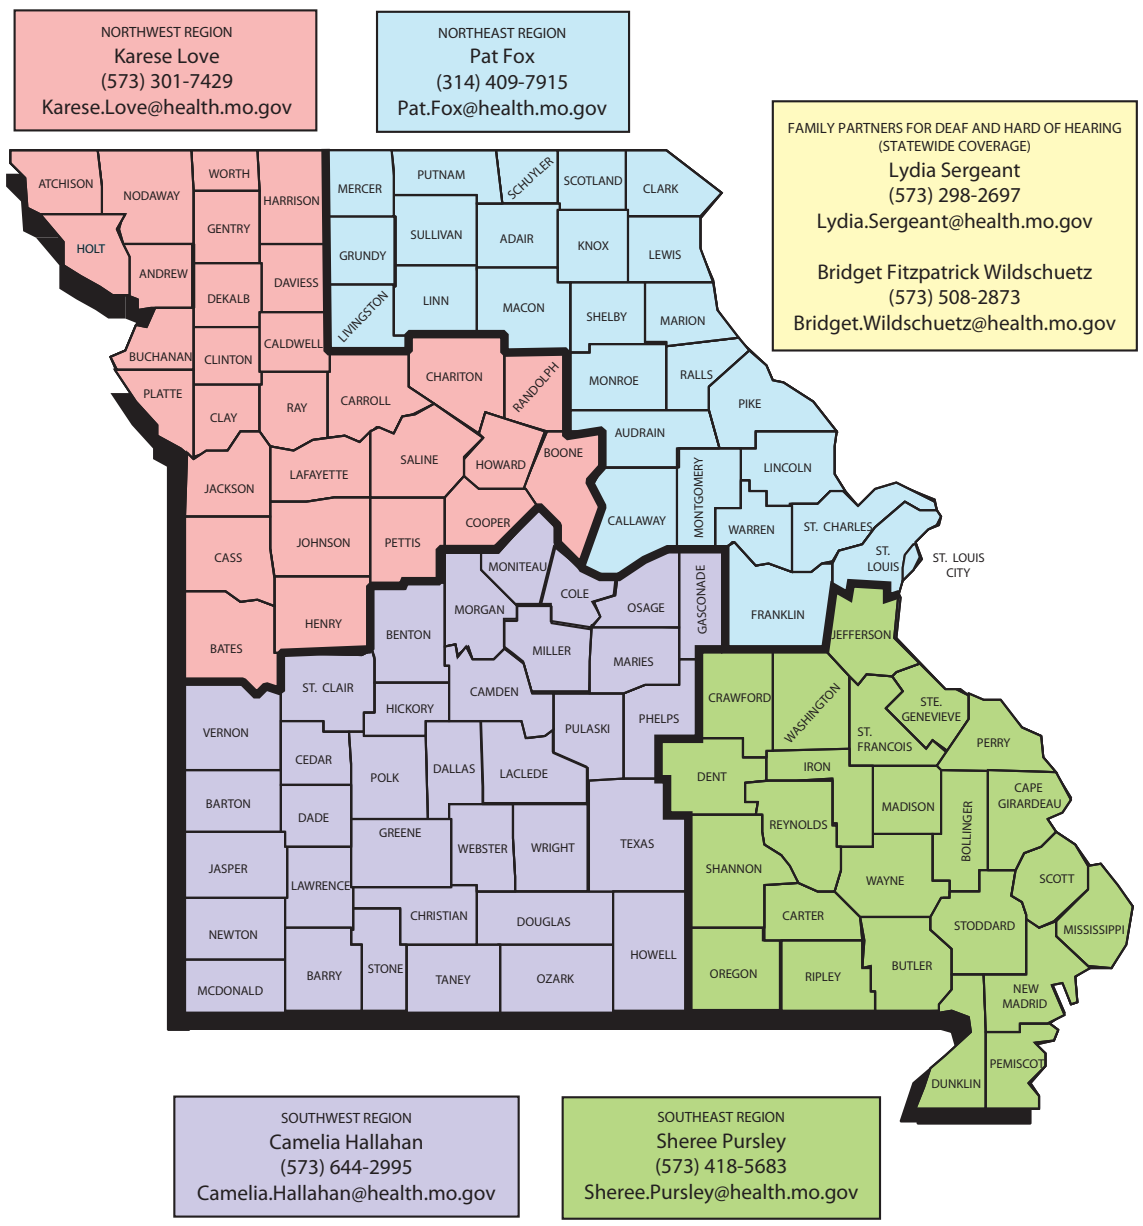 NORTHWEST REGION
Karese Love
(573) 301-7429
Karese.Love@health.mo.gov
NORTHEAST REGION
Pat Fox
(314) 409-7915
Pat.Fox@health.mo.gov
FAMILY PARTNERS FOR DEAF AND HARD OF HEARING
(STATEWIDE COVERAGE)
Lydia Sergeant
(573) 298-2697
Lydia.Sergeant@health.mo.gov
Bridget Fitzpatrick Wildschuetz
(573) 508-2873
Bridget.Wildschuetz@health.mo.gov
ATCHISON
NODAWAY
WORTH
HARRISON
HOLT
GENTRY
ANDREW
DEKALB
DAVIESS
BUCHANAN
CLINTON
CALDWELL
PLATTE
CLAY
RAY
CARROLL
CHARITON
RANDOLPH
JACKSON
LAFAYETTE
SALINE
HOWARD
BOONE
CASS
JOHNSON
PETTIS
COOPER
BATES
HENRY
MERCER
PUTNAM
SCHUYLER
SCOTLAND
CLARK
GRUNDY
SULLIVAN
ADAIR
KNOX
LEWIS
LIVINGSTON
LINN
MACON
SHELBY
MARION
MONROE
RALLS
PIKE
AUDRAIN
LINCOLN
CALLAWAY
MONTGOMERY
WARREN
ST. CHARLES
ST.
LOUIS
ST. LOUIS
CITY
FRANKLIN
MONITEAU
COLE
OSAGE
GASCONADE
MORGAN
BENTON
MILLER
MARIES
ST. CLAIR
CAMDEN
HICKORY
PULASKI
PHELPS
VERNON
CEDAR
POLK
DALLAS
LACLEDE
BARTON
DADE
GREENE
WEBSTER
WRIGHT
TEXAS
JASPER
LAWRENCE
CHRISTIAN
DOUGLAS
NEWTON
HOWELL
MCDONALD
BARRY
STONE
TANEY
OZARK
JEFFERSON
CRAWFORD
WASHINGTON
STE.
GENEVIEVE
ST.
FRANCOIS
PERRY
DENT
IRON
MADISON
BOLLINGER
CAPE
GIRARDEAU
REYNOLDS
SHANNON
WAYNE
SCOTT
CARTER
STODDARD
MISSISSIPPI
OREGON
RIPLEY
BUTLER
NEW
MADRID
DUNKLIN
PEMISCOT
SOUTHWEST REGION
Camelia Hallahan
(573) 644-2995
Camelia.Hallahan@health.mo.gov
SOUTHEAST REGION
Sheree Pursley
(573) 418-5683
Sheree.Pursley@health.mo.gov